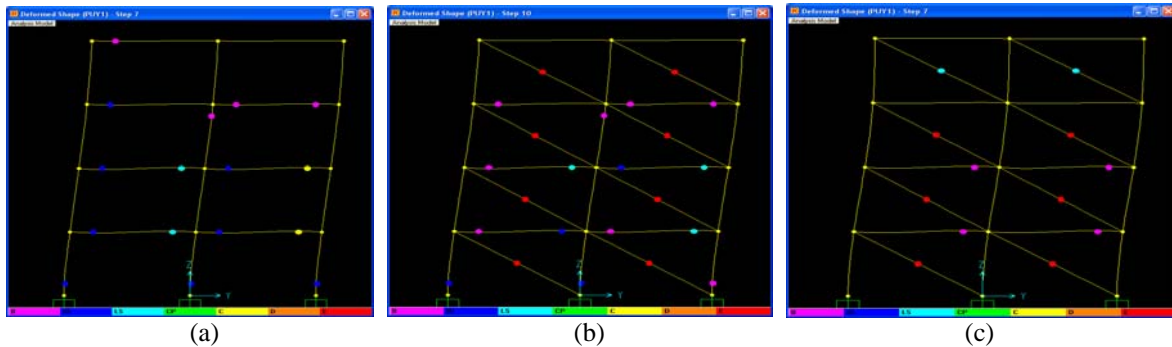 Deformed Shape (PUY1) - Step 7
Analysis Model
Z
Y
B LS CP C D E
Deformed Shape (PUY1) - Step 10
Analysis Model
Z
Y
B LS CP C D E
Deformed Shape (PUY1) - Step 7
Analysis Model
Z
Y
B LS CP C D E
(a)
(b)
(c)